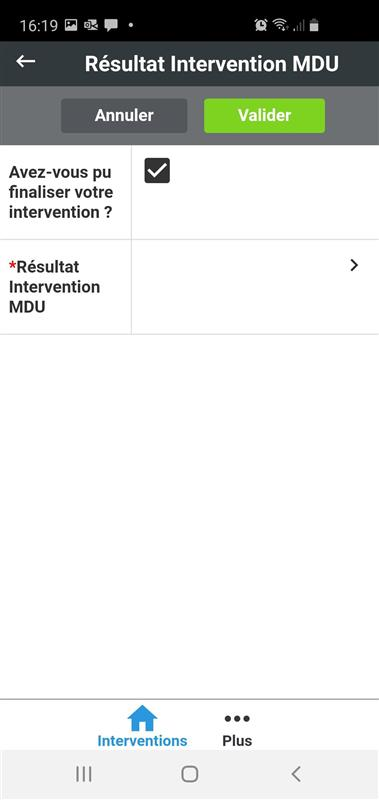 16:19
Résultat Intervention MDU
Annuler
Valider
Avez-vous pu
finaliser votre
intervention ?
*Résultat
Intervention
MDU
Interventions
Plus